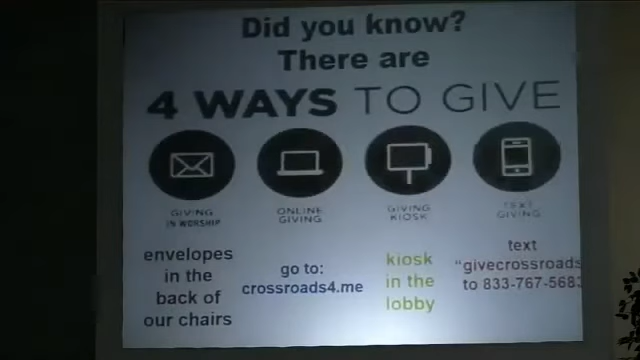 Did you know?
There are
4 WAYS TO GIVE
GIVING
IN WORSHIP
ONLINE
GIVING
GIVING
KIOSK
TEXT
GIVING
envelopes
in the
back of
our chairs
go to:
crossroads4.me
kiosk
in the
lobby
text
"givecrossroads
to 833-767-5683